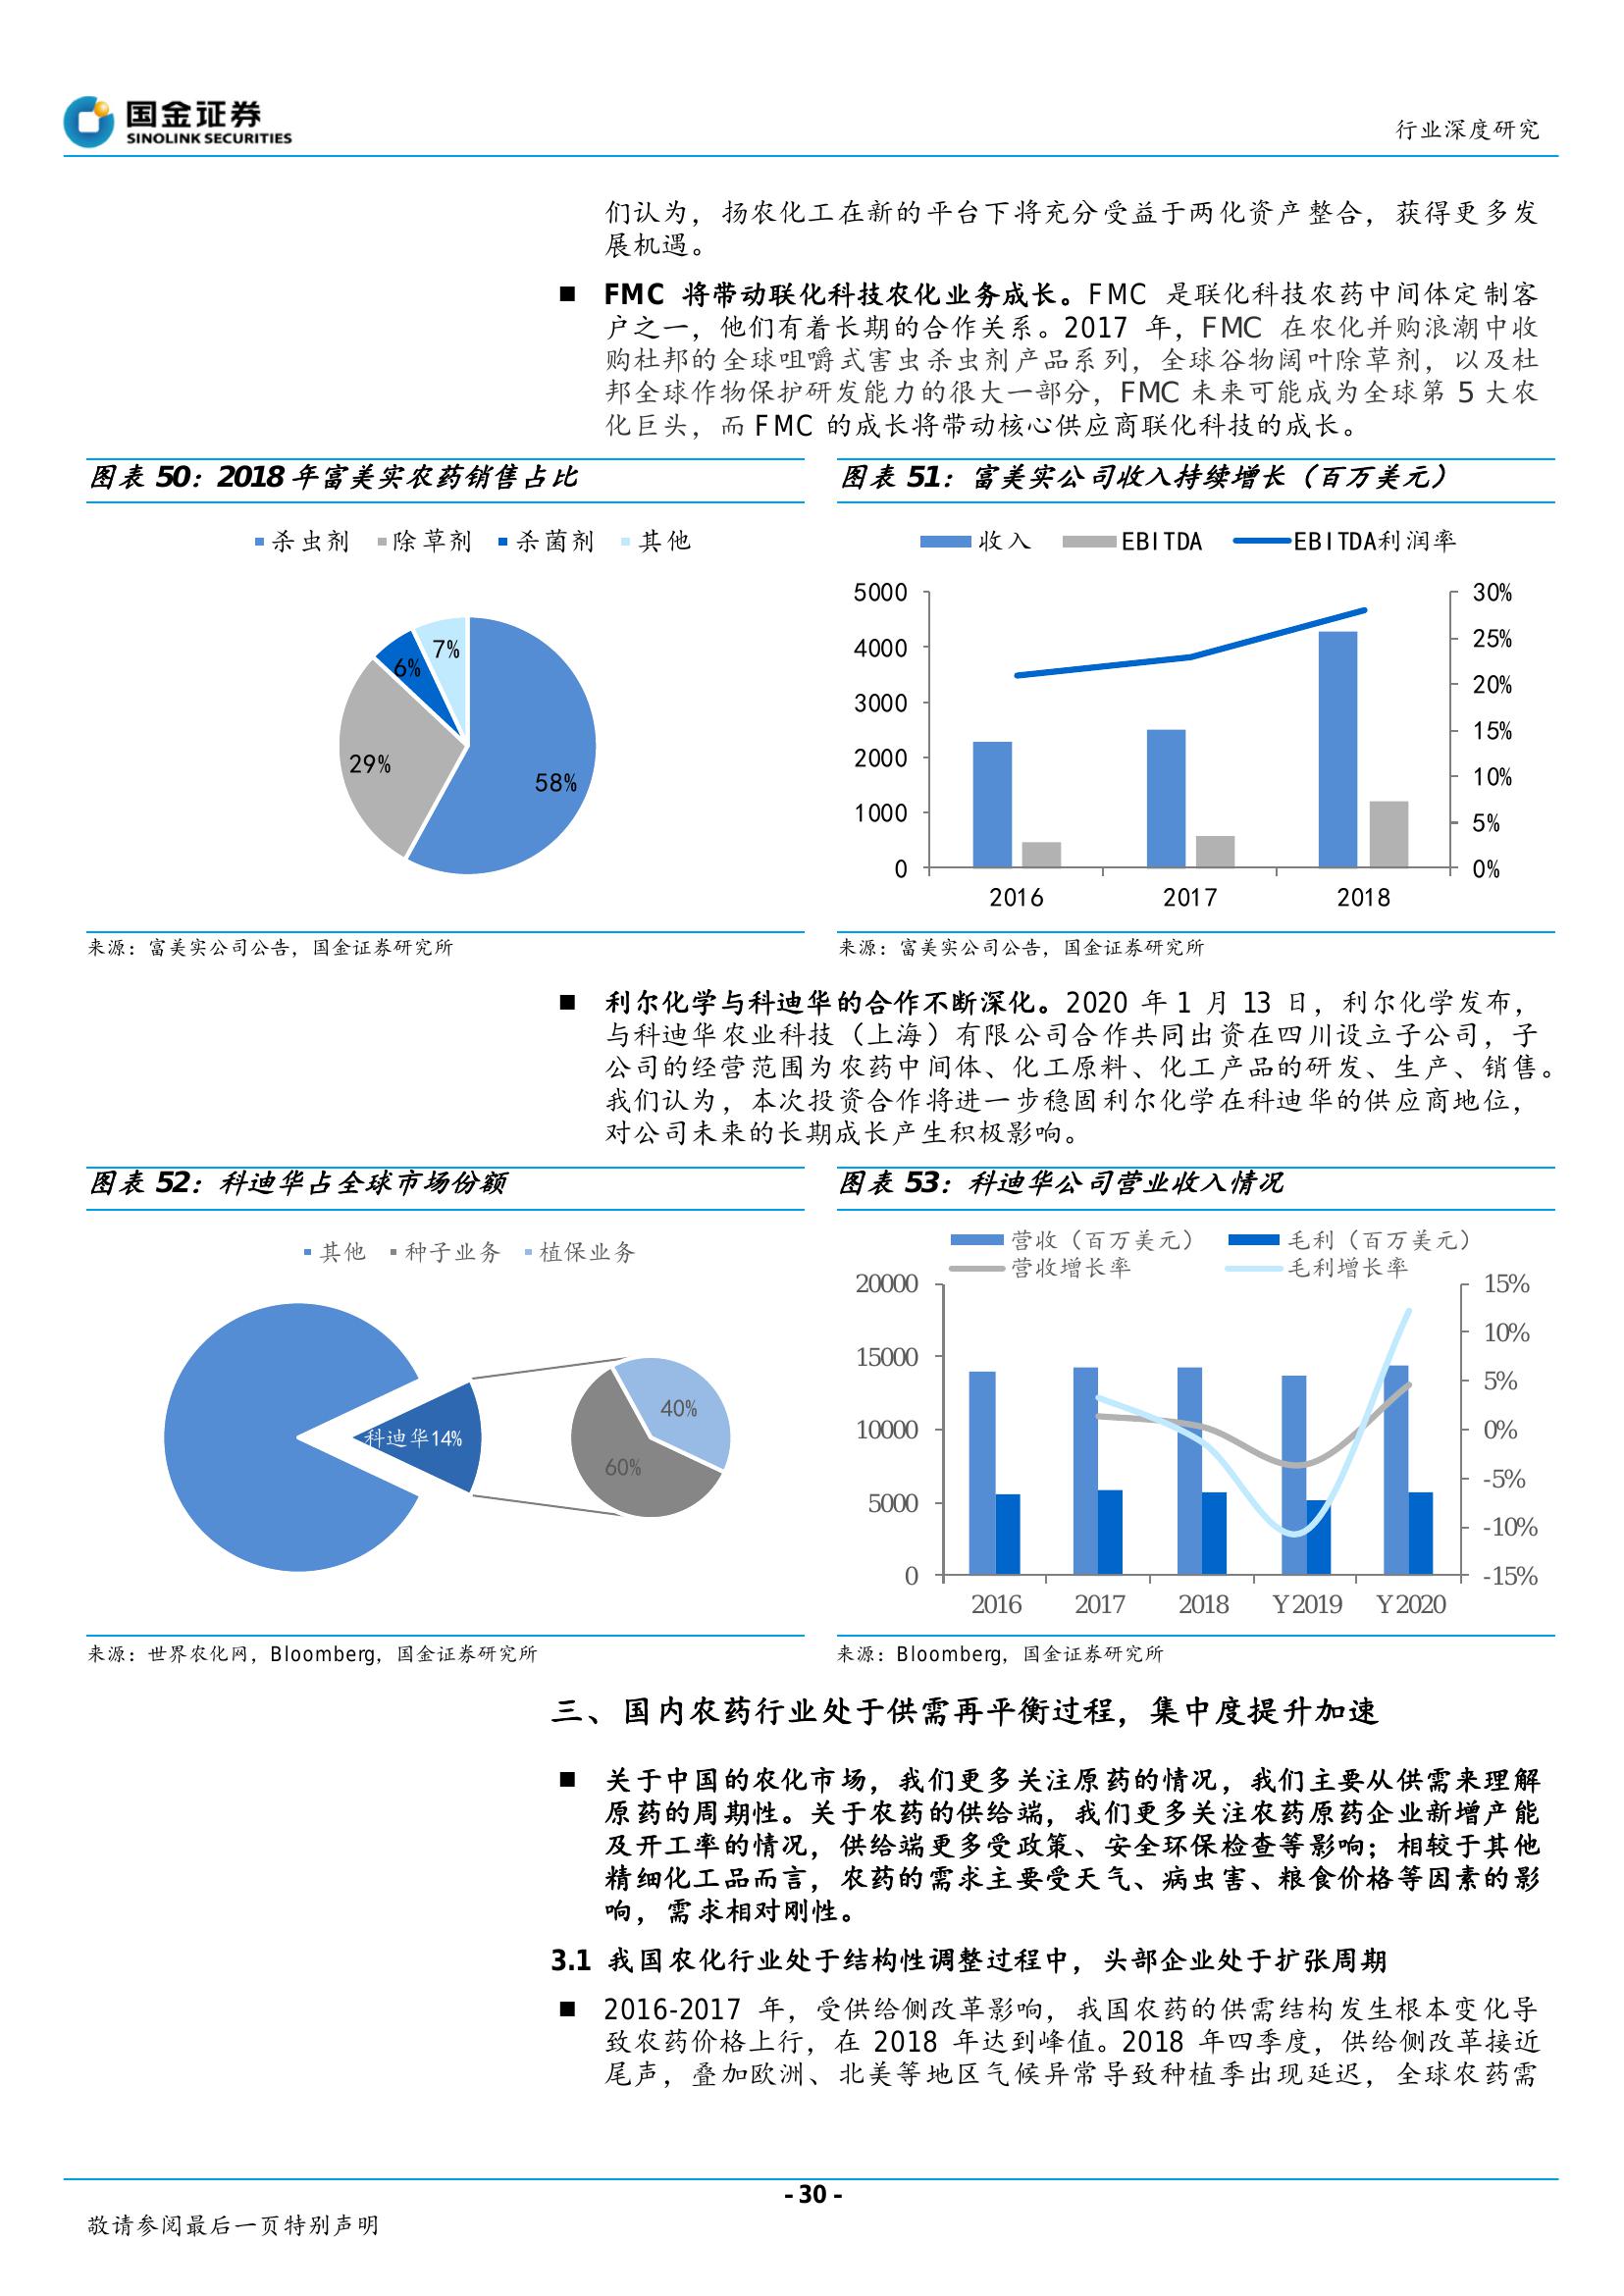 国金证券
SINOLINK SECURITIES
行业深度研究
们认为，扬农化工在新的平台下将充分受益于两化资产整合，获得更多发
展机遇。
■ FMC 将带动联化科技农化业务成长。FMC 是联化科技农药中间体定制客
户之一，他们有着长期的合作关系。2017 年，FMC 在农化并购浪潮中收
购杜邦的全球咀嚼式害虫杀虫剂产品系列，全球谷物阔叶除草剂，以及杜
邦全球作物保护研发能力的很大一部分，FMC 未来可能成为全球第 5 大农
化巨头，而 FMC 的成长将带动核心供应商联化科技的成长。
图表 50：2018 年富美实农药销售占比
杀虫剂 除草剂 杀菌剂 其他
7%
6%
29%
58%
来源：富美实公司公告，国金证券研究所
图表 51：富美实公司收入持续增长（百万美元）
收入 EBITDA EBITDA利润率
5000 30%
25%
4000
3000 20%
15%
2000
10%
1000
5%
0 0%
2016 2017 2018
来源：富美实公司公告，国金证券研究所
■ 利尔化学与科迪华的合作不断深化。2020 年 1 月 13 日，利尔化学发布，
与科迪华农业科技（上海）有限公司合作共同出资在四川设立子公司，子
公司的经营范围为农药中间体、化工原料、化工产品的研发、生产、销售。
我们认为，本次投资合作将进一步稳固利尔化学在科迪华的供应商地位，
对公司未来的长期成长产生积极影响。
图表 52：科迪华占全球市场份额
其他 种子业务 植保业务
40%
科迪华14%
60%
来源：世界农化网，Bloomberg，国金证券研究所
图表 53：科迪华公司营业收入情况
营收（百万美元） 毛利（百万美元）
营收增长率 毛利增长率
20000 15%
10%
15000
5%
10000 0%
-5%
5000
-10%
0 -15%
2016 2017 2018 Y2019 Y2020
来源：Bloomberg，国金证券研究所
三、国内农药行业处于供需再平衡过程，集中度提升加速
■ 关于中国的农化市场，我们更多关注原药的情况，我们主要从供需来理解
原药的周期性。关于农药的供给端，我们更多关注农药原药企业新增产能
及开工率的情况，供给端更多受政策、安全环保检查等影响；相较于其他
精细化工品而言，农药的需求主要受天气、病虫害、粮食价格等因素的影
响，需求相对刚性。
3.1 我国农化行业处于结构性调整过程中，头部企业处于扩张周期
■ 2016-2017 年，受供给侧改革影响，我国农药的供需结构发生根本变化导
致农药价格上行，在 2018 年达到峰值。2018 年四季度，供给侧改革接近
尾声，叠加欧洲、北美等地区气候异常导致种植季出现延迟，全球农药需
- 30 -
敬请参阅最后一页特别声明